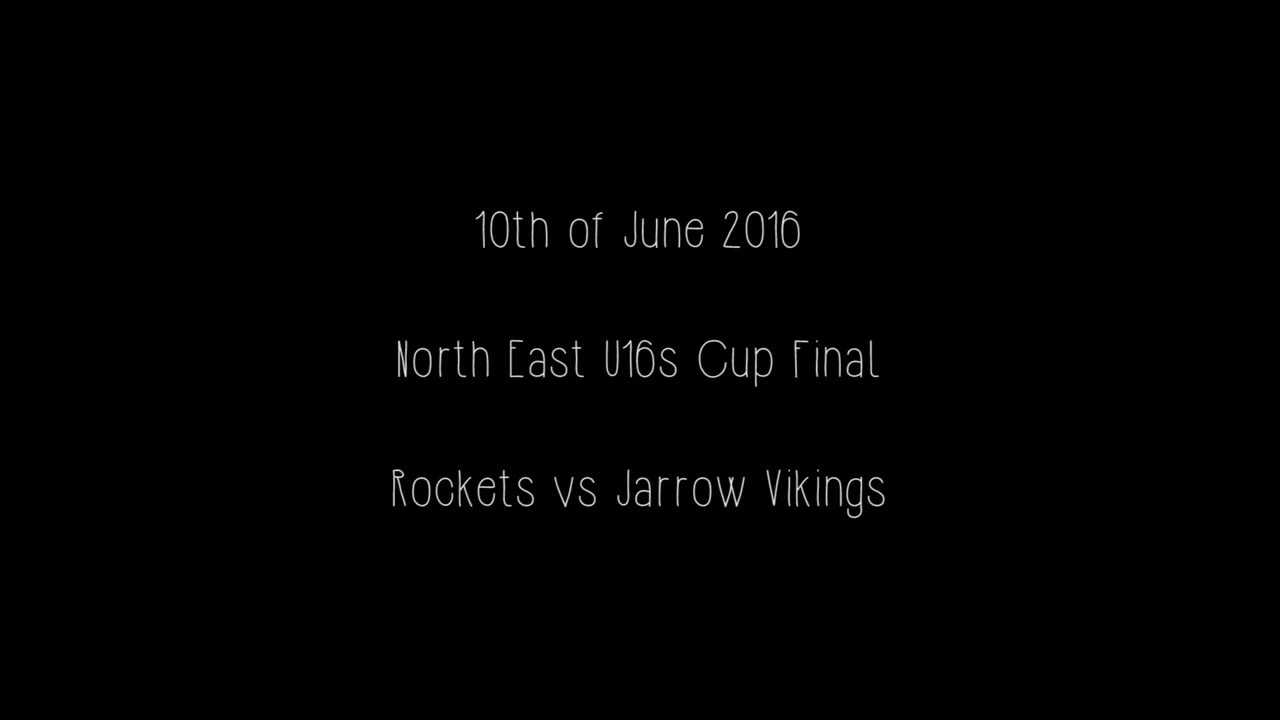 10th of June 2016
North East U16s Cup Final
Rockets vs Jarrow Vikings